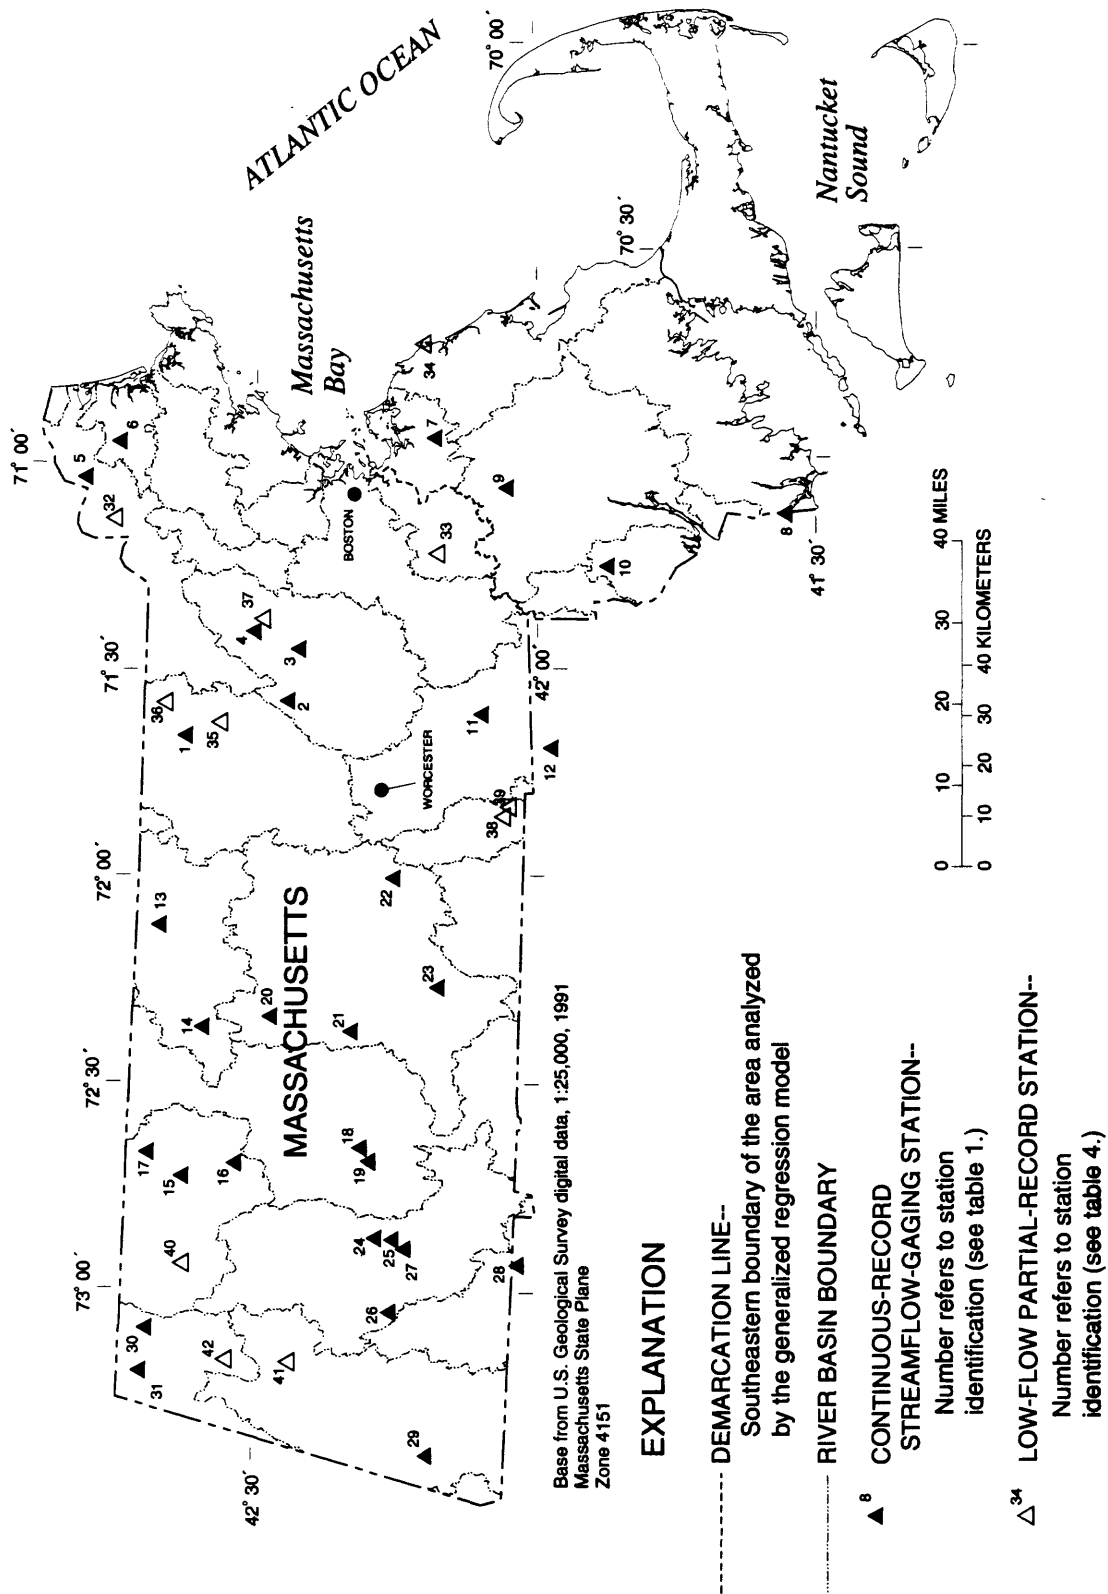 ATLANTIC OCEAN
Massachusetts
Bay
Nantucket
Sound
73° 00´
72° 30´
72° 00´
71° 30´
71° 00´
70° 30´
70° 00´
42° 30´
42° 00´
41° 30´
MASSACHUSETTS
WORCESTER
BOSTON
1
2
3
4
5
6
7
8
9
10
11
12
13
14
15
16
17
18
19
20
21
22
23
24
25
26
27
28
29
30
31
32
33
34
35
36
37
38
39
40
41
42
Base from U.S. Geological Survey digital data, 1:25,000, 1991
Massachusetts State Plane
Zone 4151
0 10 20 30 40 MILES
0 10 20 30 40 KILOMETERS
EXPLANATION
DEMARCATION LINE--
Southeastern boundary of the area analyzed
by the generalized regression model
RIVER BASIN BOUNDARY
8 CONTINUOUS-RECORD
STREAMFLOW-GAGING STATION--
Number refers to station
identification (see table 1.)
34 LOW-FLOW PARTIAL-RECORD STATION--
Number refers to station
identification (see table 4.)